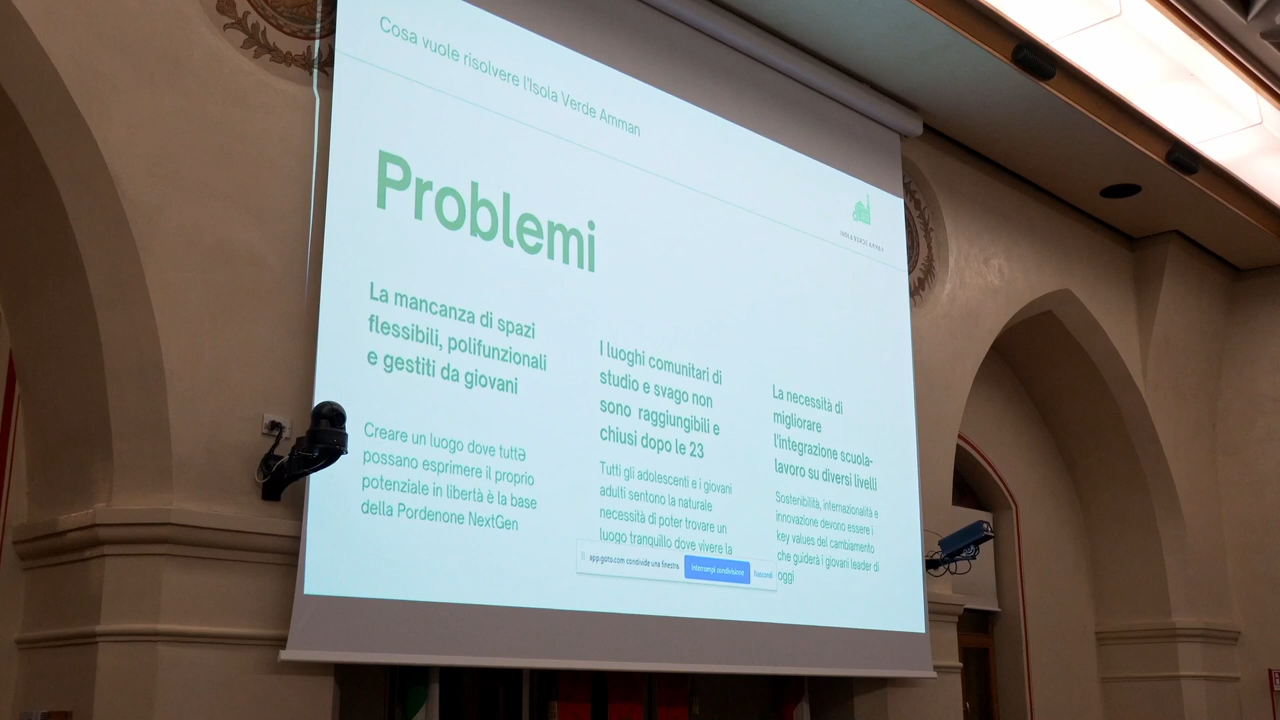 Cosa vuole risolvere l'Isola Verde Amman
ISOLA VERDE AMMAN
Problemi
La mancanza di spazi
flessibili, polifunzionali
e gestiti da giovani
Creare un luogo dove tuttə
possano esprimere il proprio
potenziale in libertà è la base
della Pordenone NextGen
I luoghi comunitari di
studio e svago non
sono raggiungibili e
chiusi dopo le 23
Tutti gli adolescenti e i giovani
adulti sentono la naturale
necessità di poter trovare un
luogo tranquillo dove vivere la
La necessità di
migliorare
l'integrazione scuola-
lavoro su diversi livelli
Sostenibilità, internazionalità e
innovazione devono essere i
key values del cambiamento
che guiderà i giovani leader di
oggi
app.goto.com condivide una finestra.
Interrompi condivisione
Nascondi